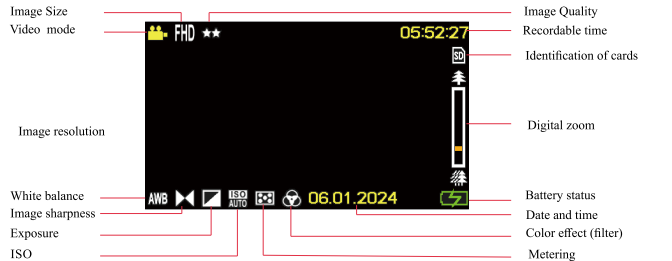 Image Size
Image Quality
Video mode
FHD
05:52:27
Recordable time
SD
Identification of cards
Image resolution
Digital zoom
White balance
AWB
ISO
AUTO
06.01.2024
Battery status
Image sharpness
Date and time
Exposure
Color effect (filter)
ISO
Metering